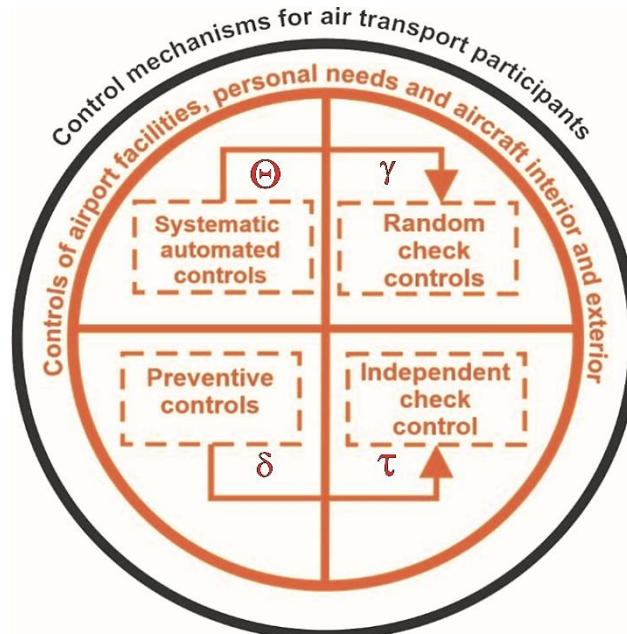 Control mechanisms for air transport participants
Controls of airport facilities, personal needs and aircraft interior and exterior
Θ
γ
Systematic
automated
controls
Random
check
controls
Preventive
controls
Independent
check
control
δ
τ